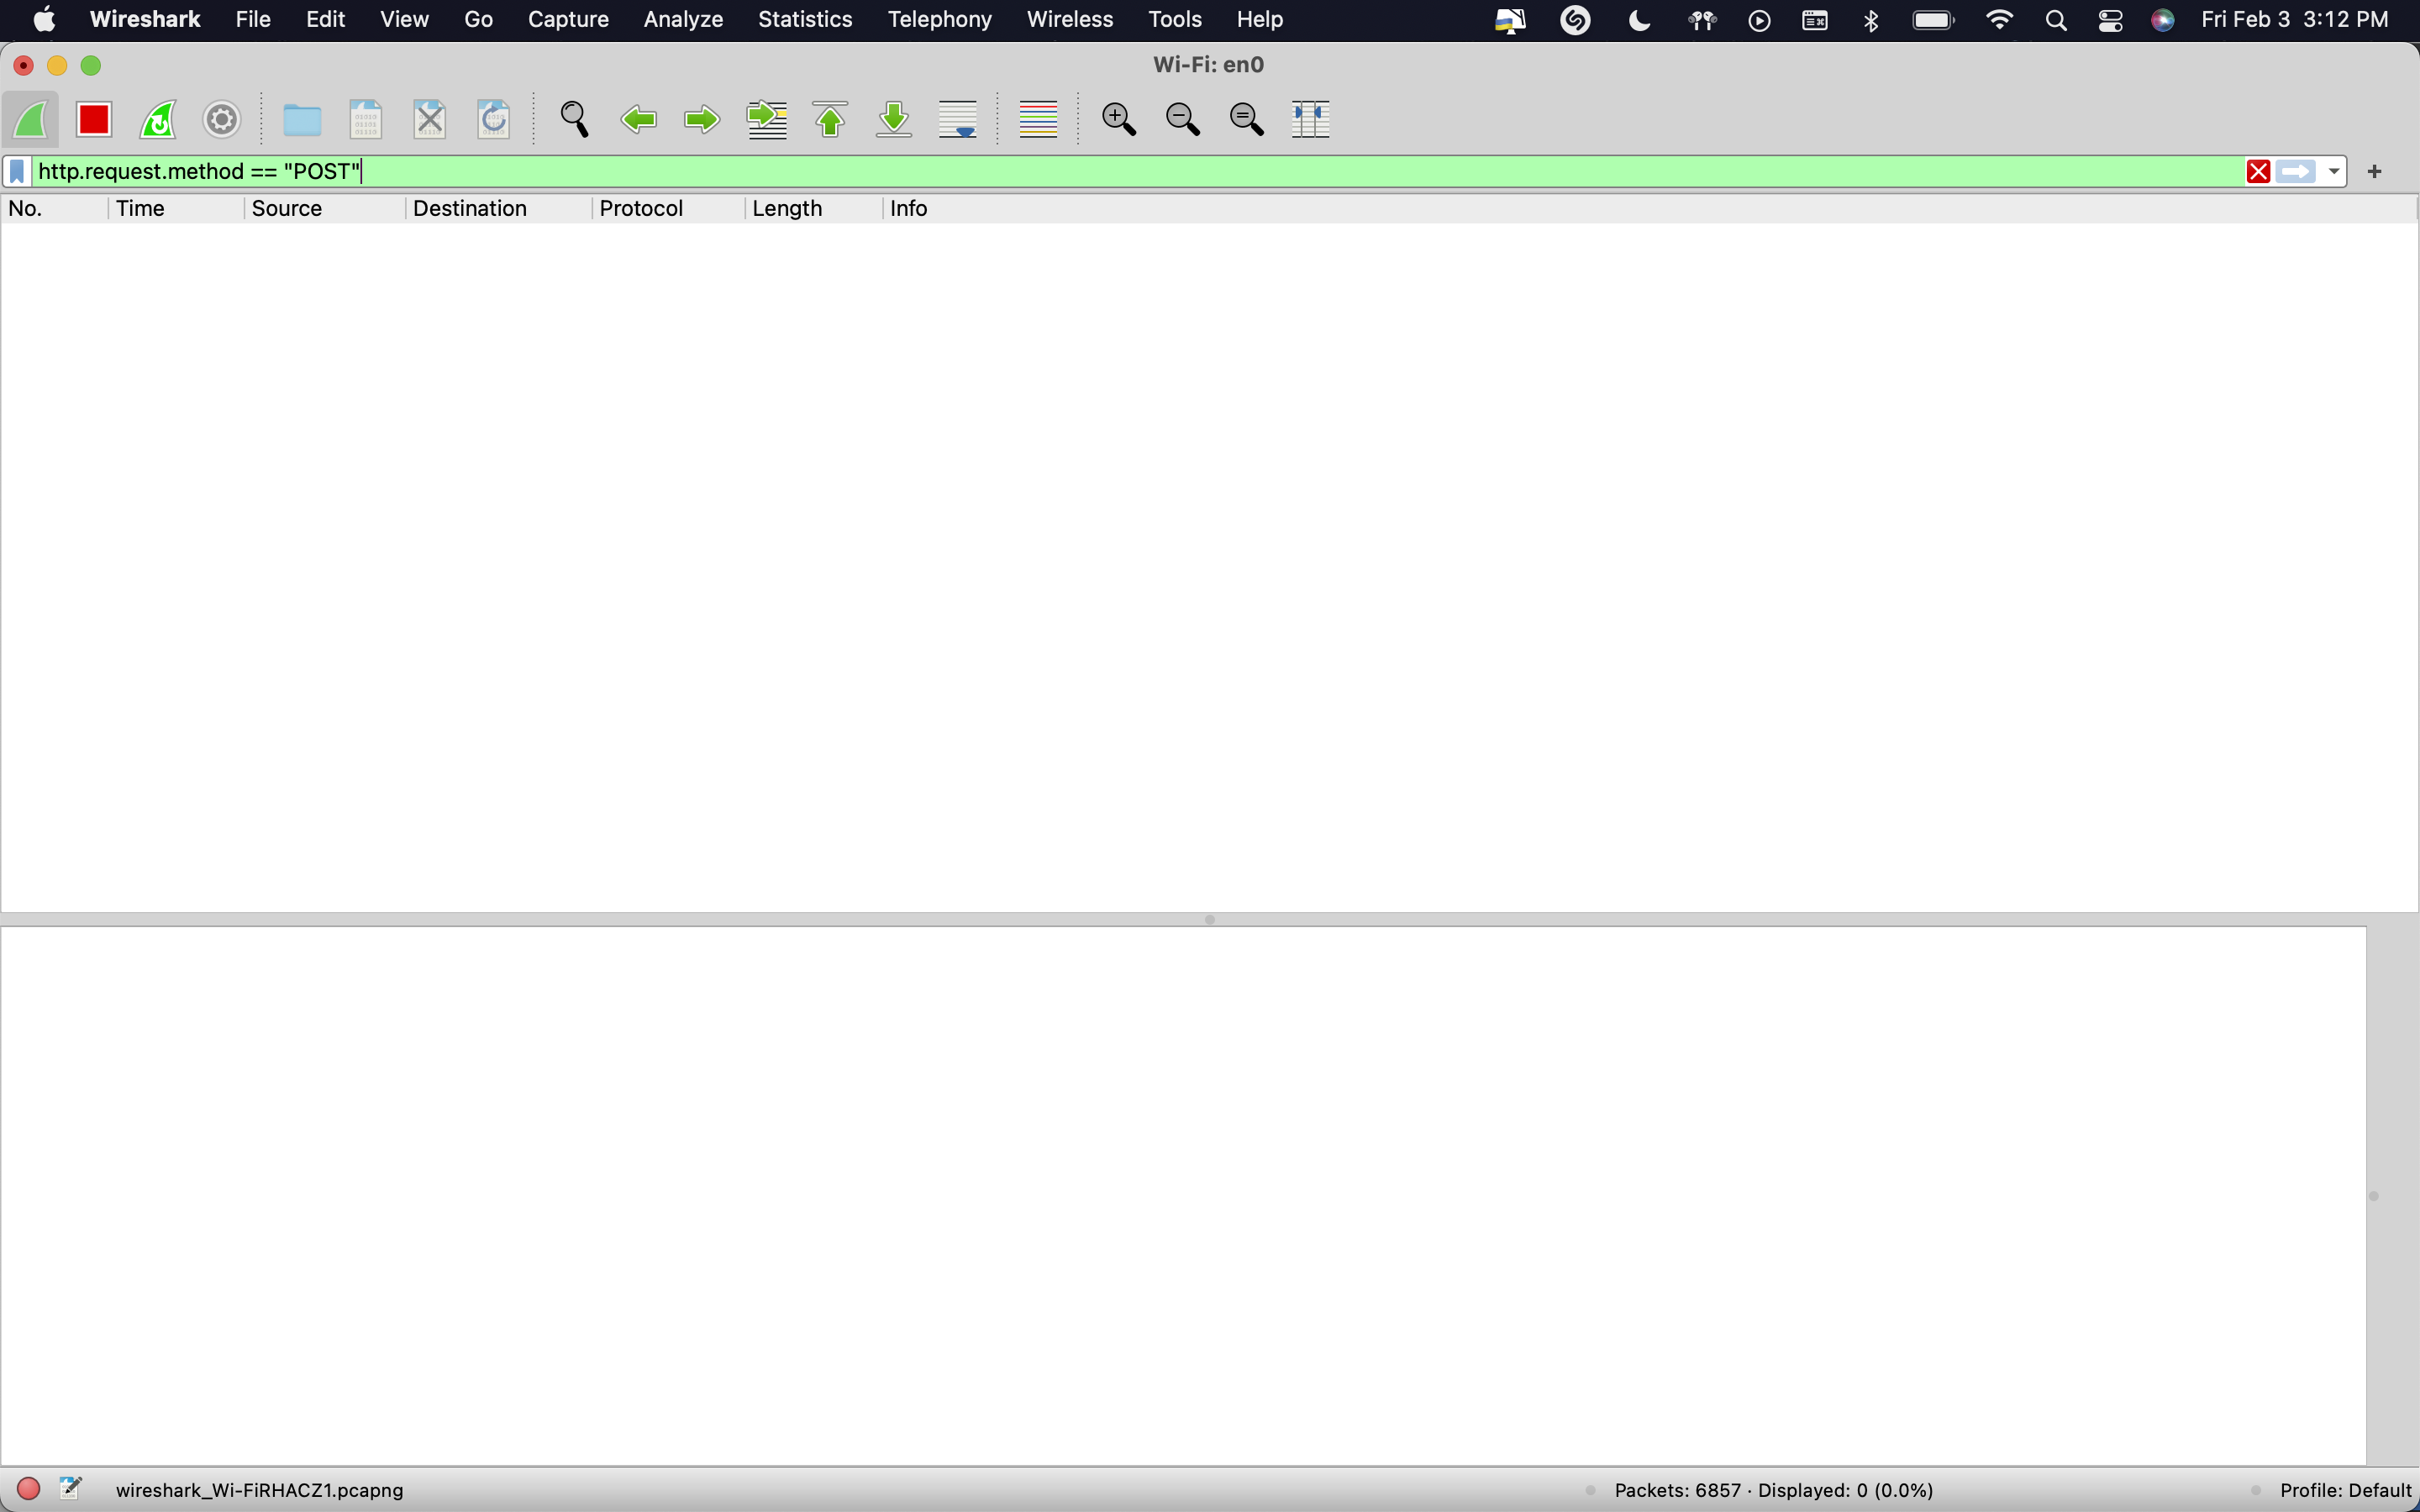 Wireshark File Edit View Go Capture Analyze Statistics Telephony Wireless Tools Help Fri Feb 3 3:12 PM
Wi-Fi: en0
http.request.method == "POST"
No. Time Source Destination Protocol Length Info
wireshark_Wi-FiRHACZ1.pcapng Packets: 6857 · Displayed: 0 (0.0%) Profile: Default